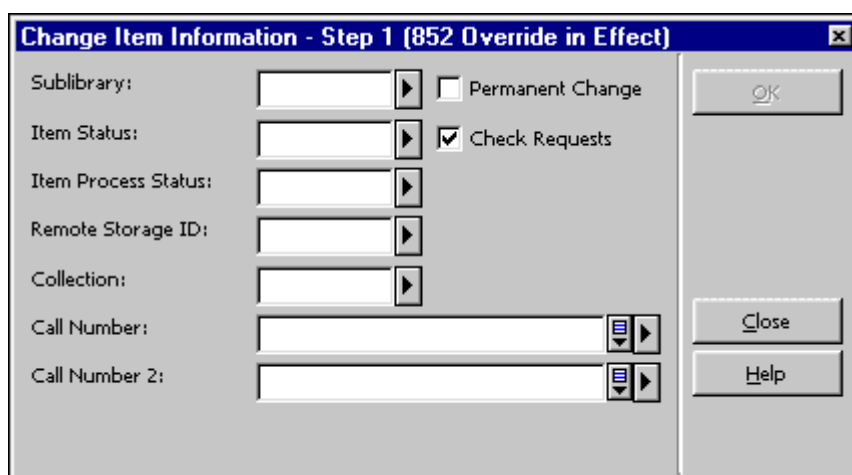 Change Item Information - Step 1 (852 Override in Effect)
Sublibrary:
Permanent Change
OK
Item Status:
Check Requests
Item Process Status:
Remote Storage ID:
Collection:
Call Number:
Close
Call Number 2:
Help